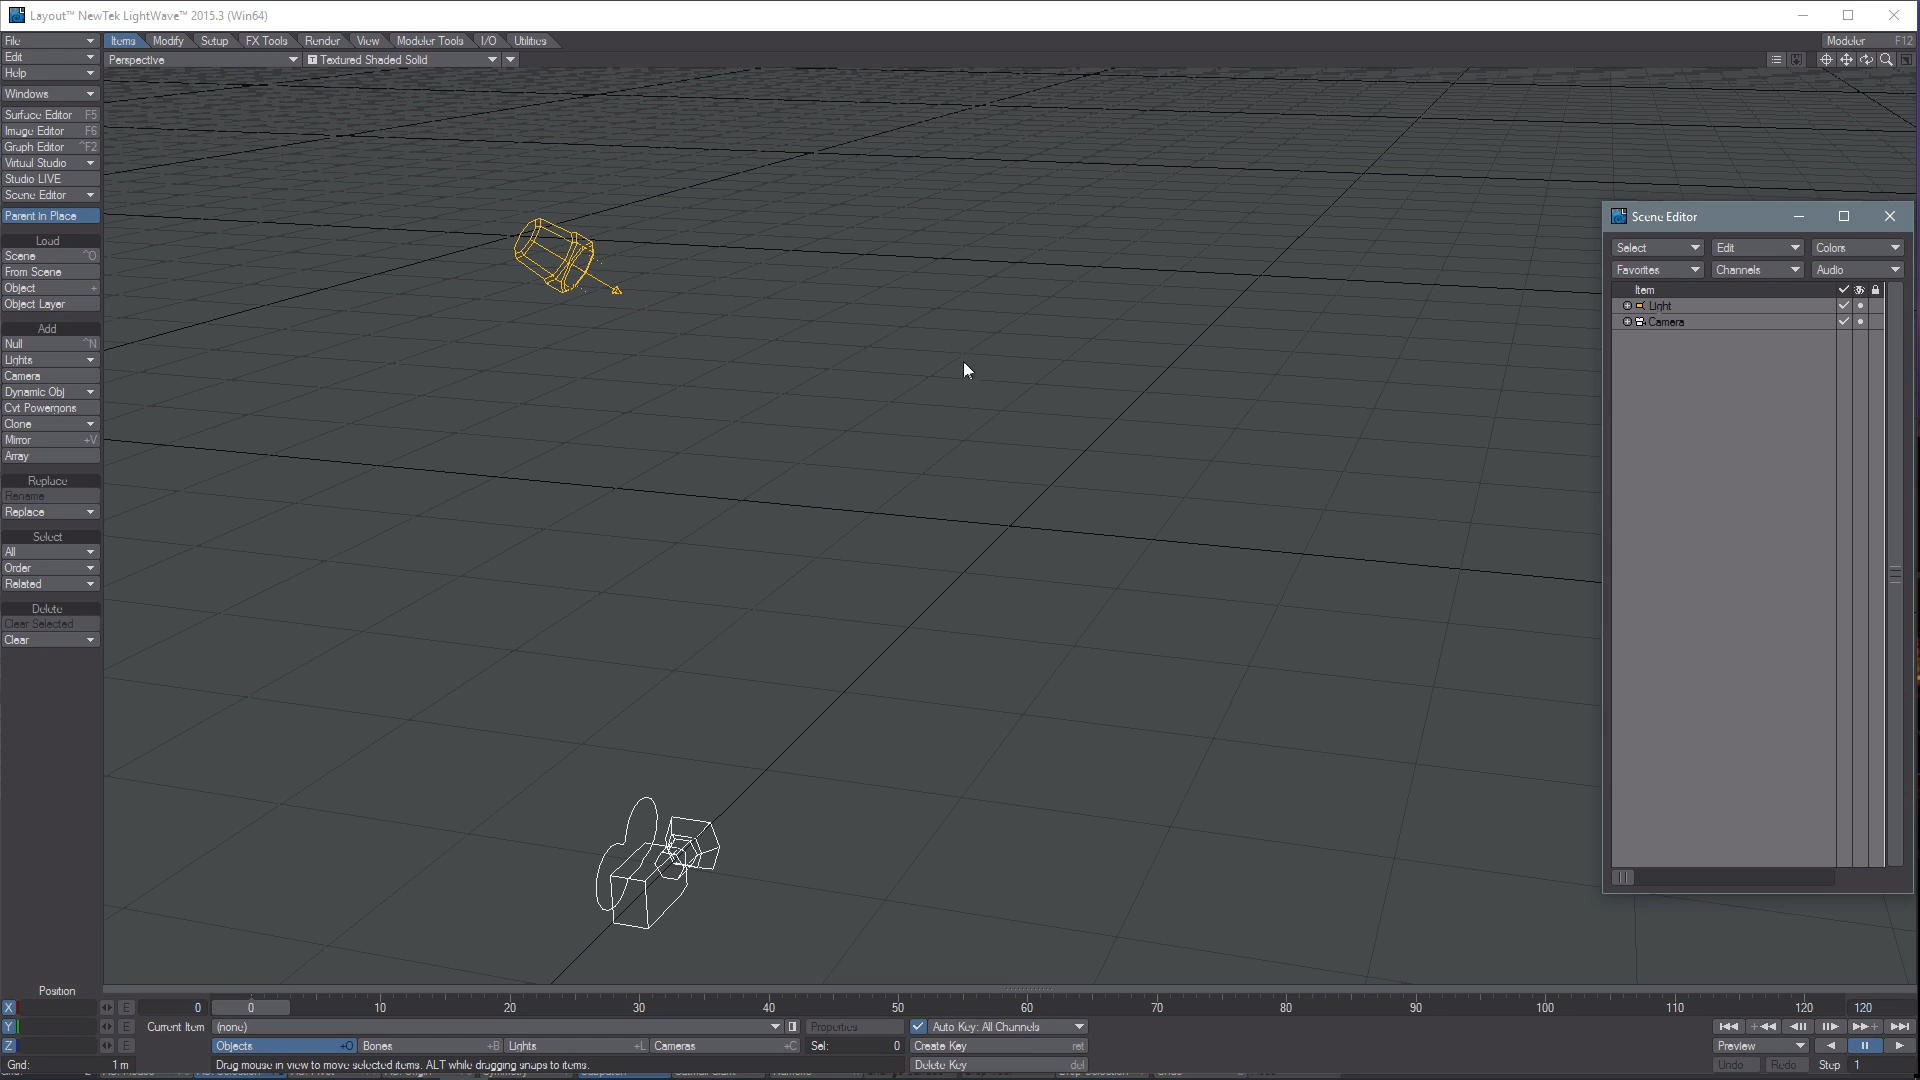 Layout™ NewTek LightWave™ 2015.3 (Win64)
File Items Modify Setup FX Tools Render View Modeler Tools I/O Utilities Modeler F12
Edit Perspective T Textured Shaded Solid
Help
Windows
Surface Editor F5
Image Editor F6
Graph Editor ^F2
Virtual Studio
Studio LIVE
Scene Editor
Parent in Place
Load
Scene ^O
From Scene
Object +
Object Layer
Add
Null ^N
Lights
Camera
Dynamic Obj
Cvt Powergons
Clone
Mirror +V
Array
Replace
Rename
Replace
Select
All
Order
Related
Delete
Clear Selected
Clear
Scene Editor
Select Edit Colors
Favorites Channels Audio
Item
Light
Camera
Position
X E 0 0 10 20 30 40 50 60 70 80 90 100 110 120 120
Y E Current Item (none) Properties Auto Key: All Channels
Z E Objects +O Bones +B Lights +L Cameras +C Sel: 0 Create Key ret Preview
Grid: 1 m Drag mouse in view to move selected items. ALT while dragging snaps to items. Delete Key del Undo Redo Step 1